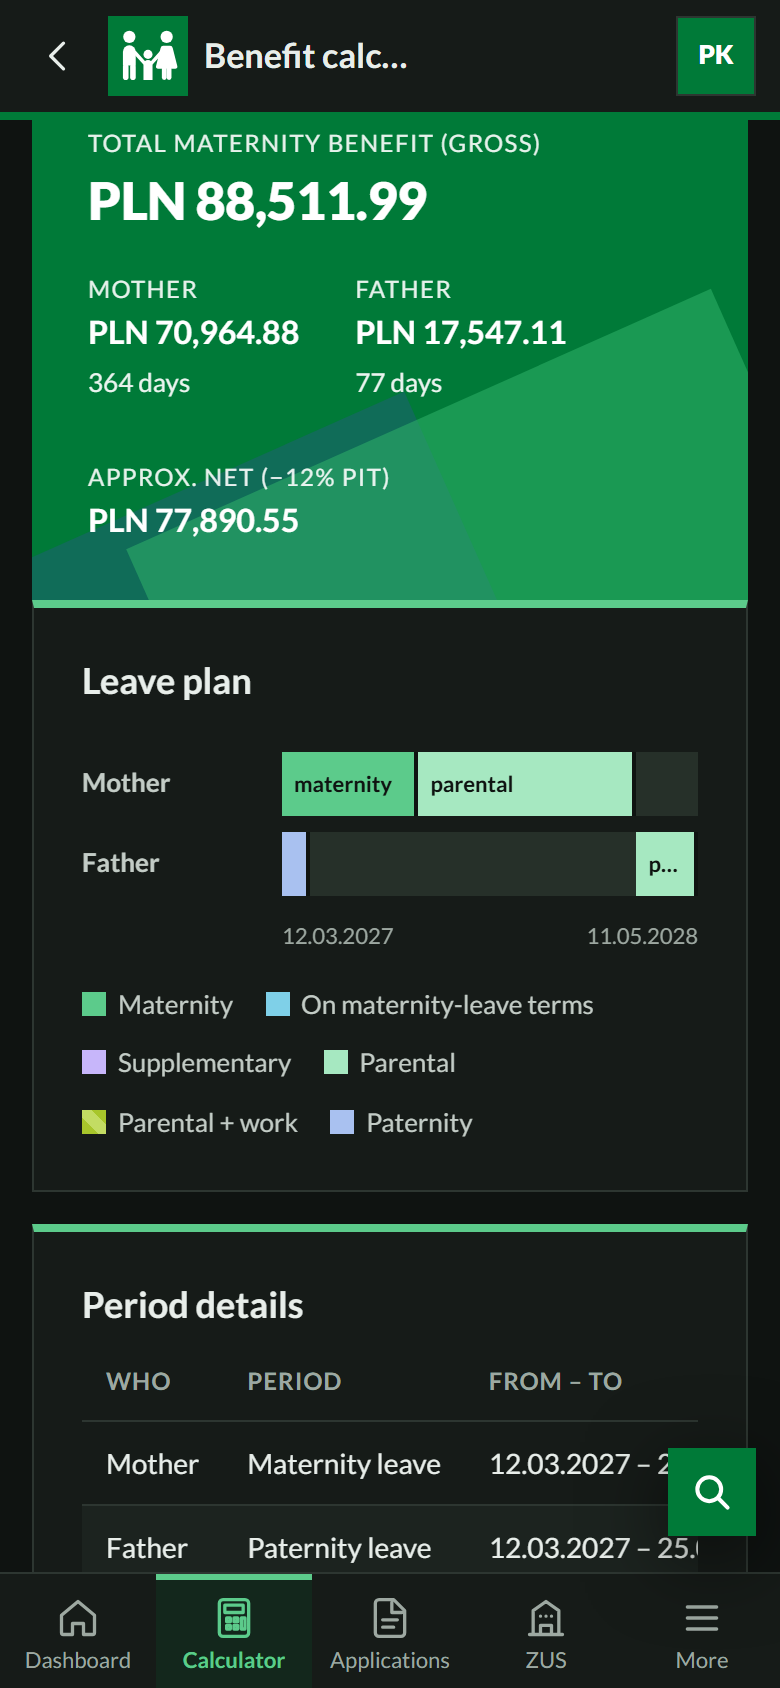 Benefit calc...
PK
TOTAL MATERNITY BENEFIT (GROSS)
PLN 88,511.99
MOTHER FATHER
PLN 70,964.88 PLN 17,547.11
364 days 77 days
APPROX. NET (−12% PIT)
PLN 77,890.55
Leave plan
Mother maternity parental
Father p...
12.03.2027 11.05.2028
Maternity On maternity-leave terms
Supplementary Parental
Parental + work Paternity
Period details
WHO PERIOD FROM – TO
Mother Maternity leave 12.03.2027 – 2
Father Paternity leave 12.03.2027 – 25.
Dashboard Calculator Applications ZUS More